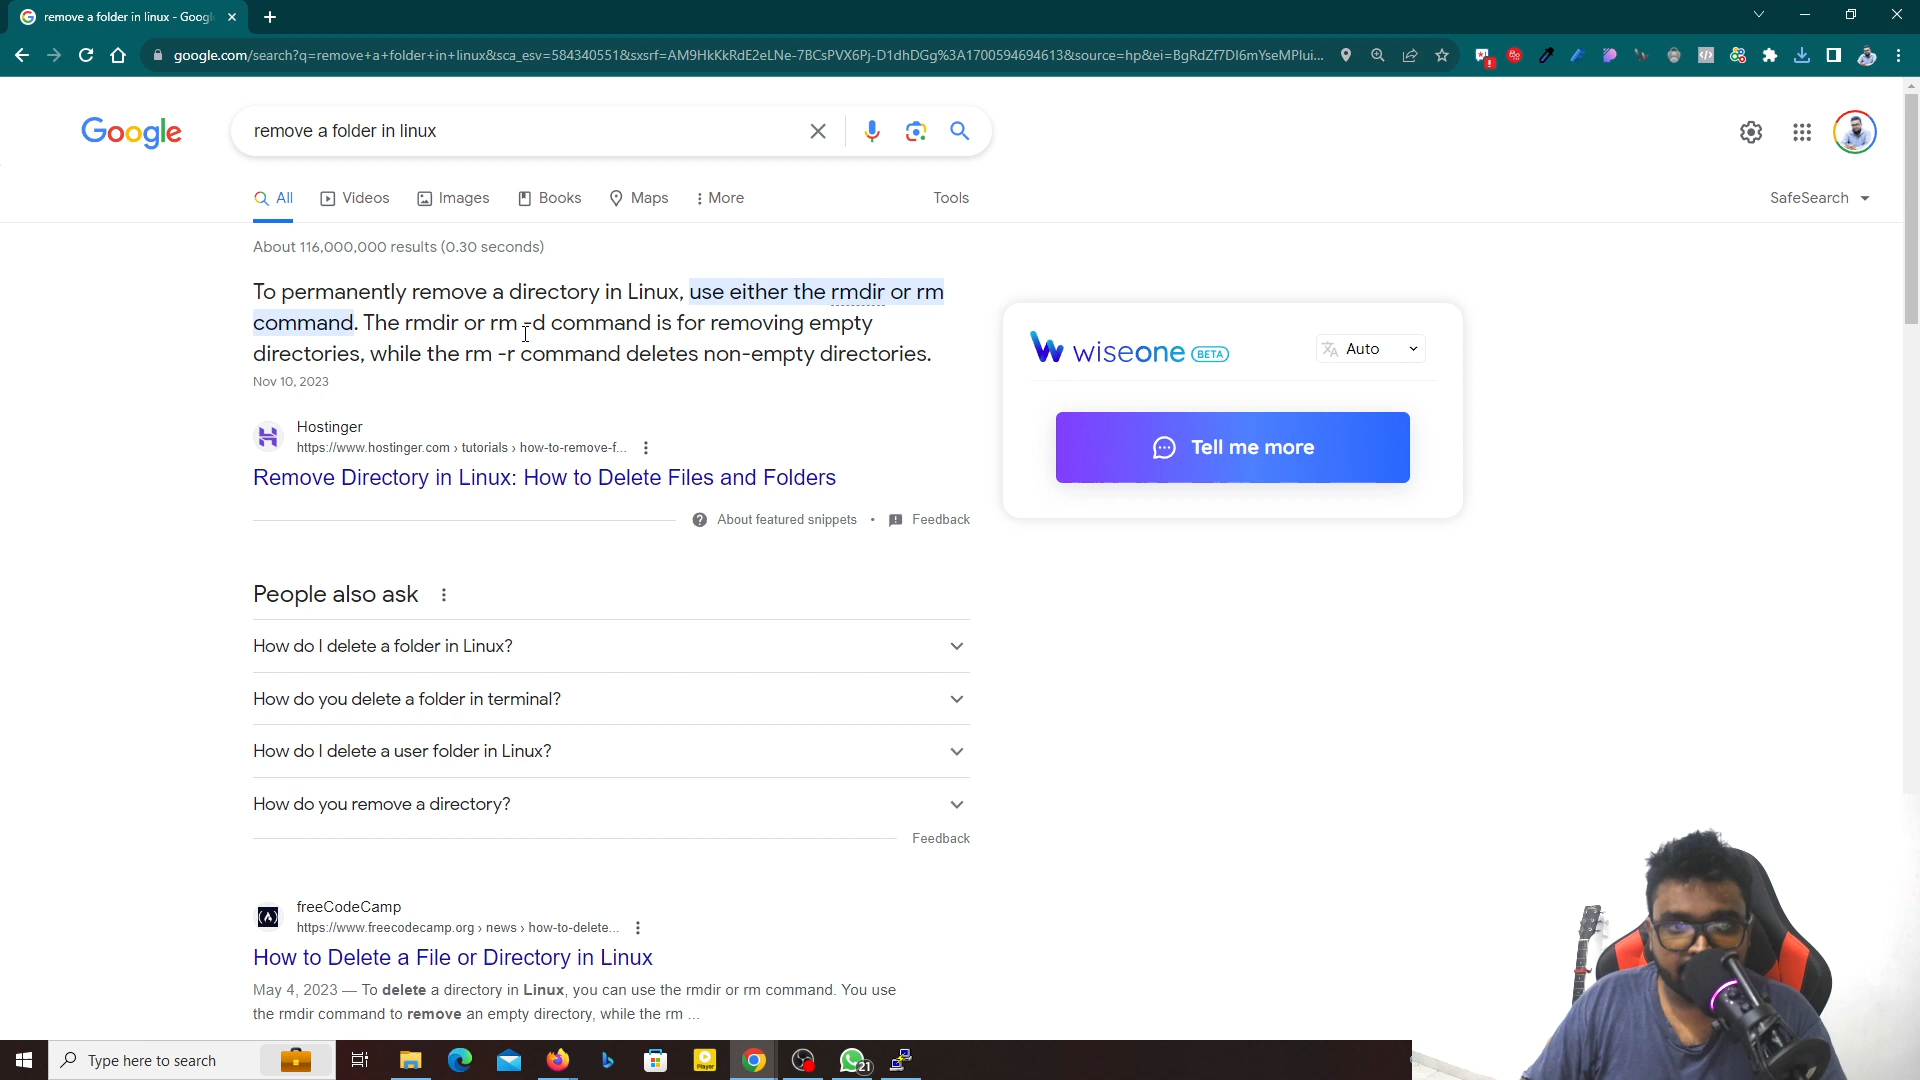 remove a folder in linux - Googl
google.com/search?q=remove+a+folder+in+linux&sca_esv=584340551&sxsrf=AM9HkKkRdE2eLNe-7BCsPVX6Pj-D1dhDGg%3A1700594694613&source=hp&ei=BgRdZf7DI6mYseMPlui...
Google
remove a folder in linux
All
Videos
Images
Books
Maps
More
Tools
SafeSearch
About 116,000,000 results (0.30 seconds)
To permanently remove a directory in Linux, use either the rmdir or rm
command. The rmdir or rm -d command is for removing empty
directories, while the rm -r command deletes non-empty directories.
Nov 10, 2023
wiseone BETA
Auto
Tell me more
Hostinger
https://www.hostinger.com › tutorials › how-to-remove-f...
Remove Directory in Linux: How to Delete Files and Folders
About featured snippets • Feedback
People also ask
How do I delete a folder in Linux?
How do you delete a folder in terminal?
How do I delete a user folder in Linux?
How do you remove a directory?
Feedback
freeCodeCamp
https://www.freecodecamp.org › news › how-to-delete...
How to Delete a File or Directory in Linux
May 4, 2023 — To delete a directory in Linux, you can use the rmdir or rm command. You use
the rmdir command to remove an empty directory, while the rm ...
Type here to search
Player
21